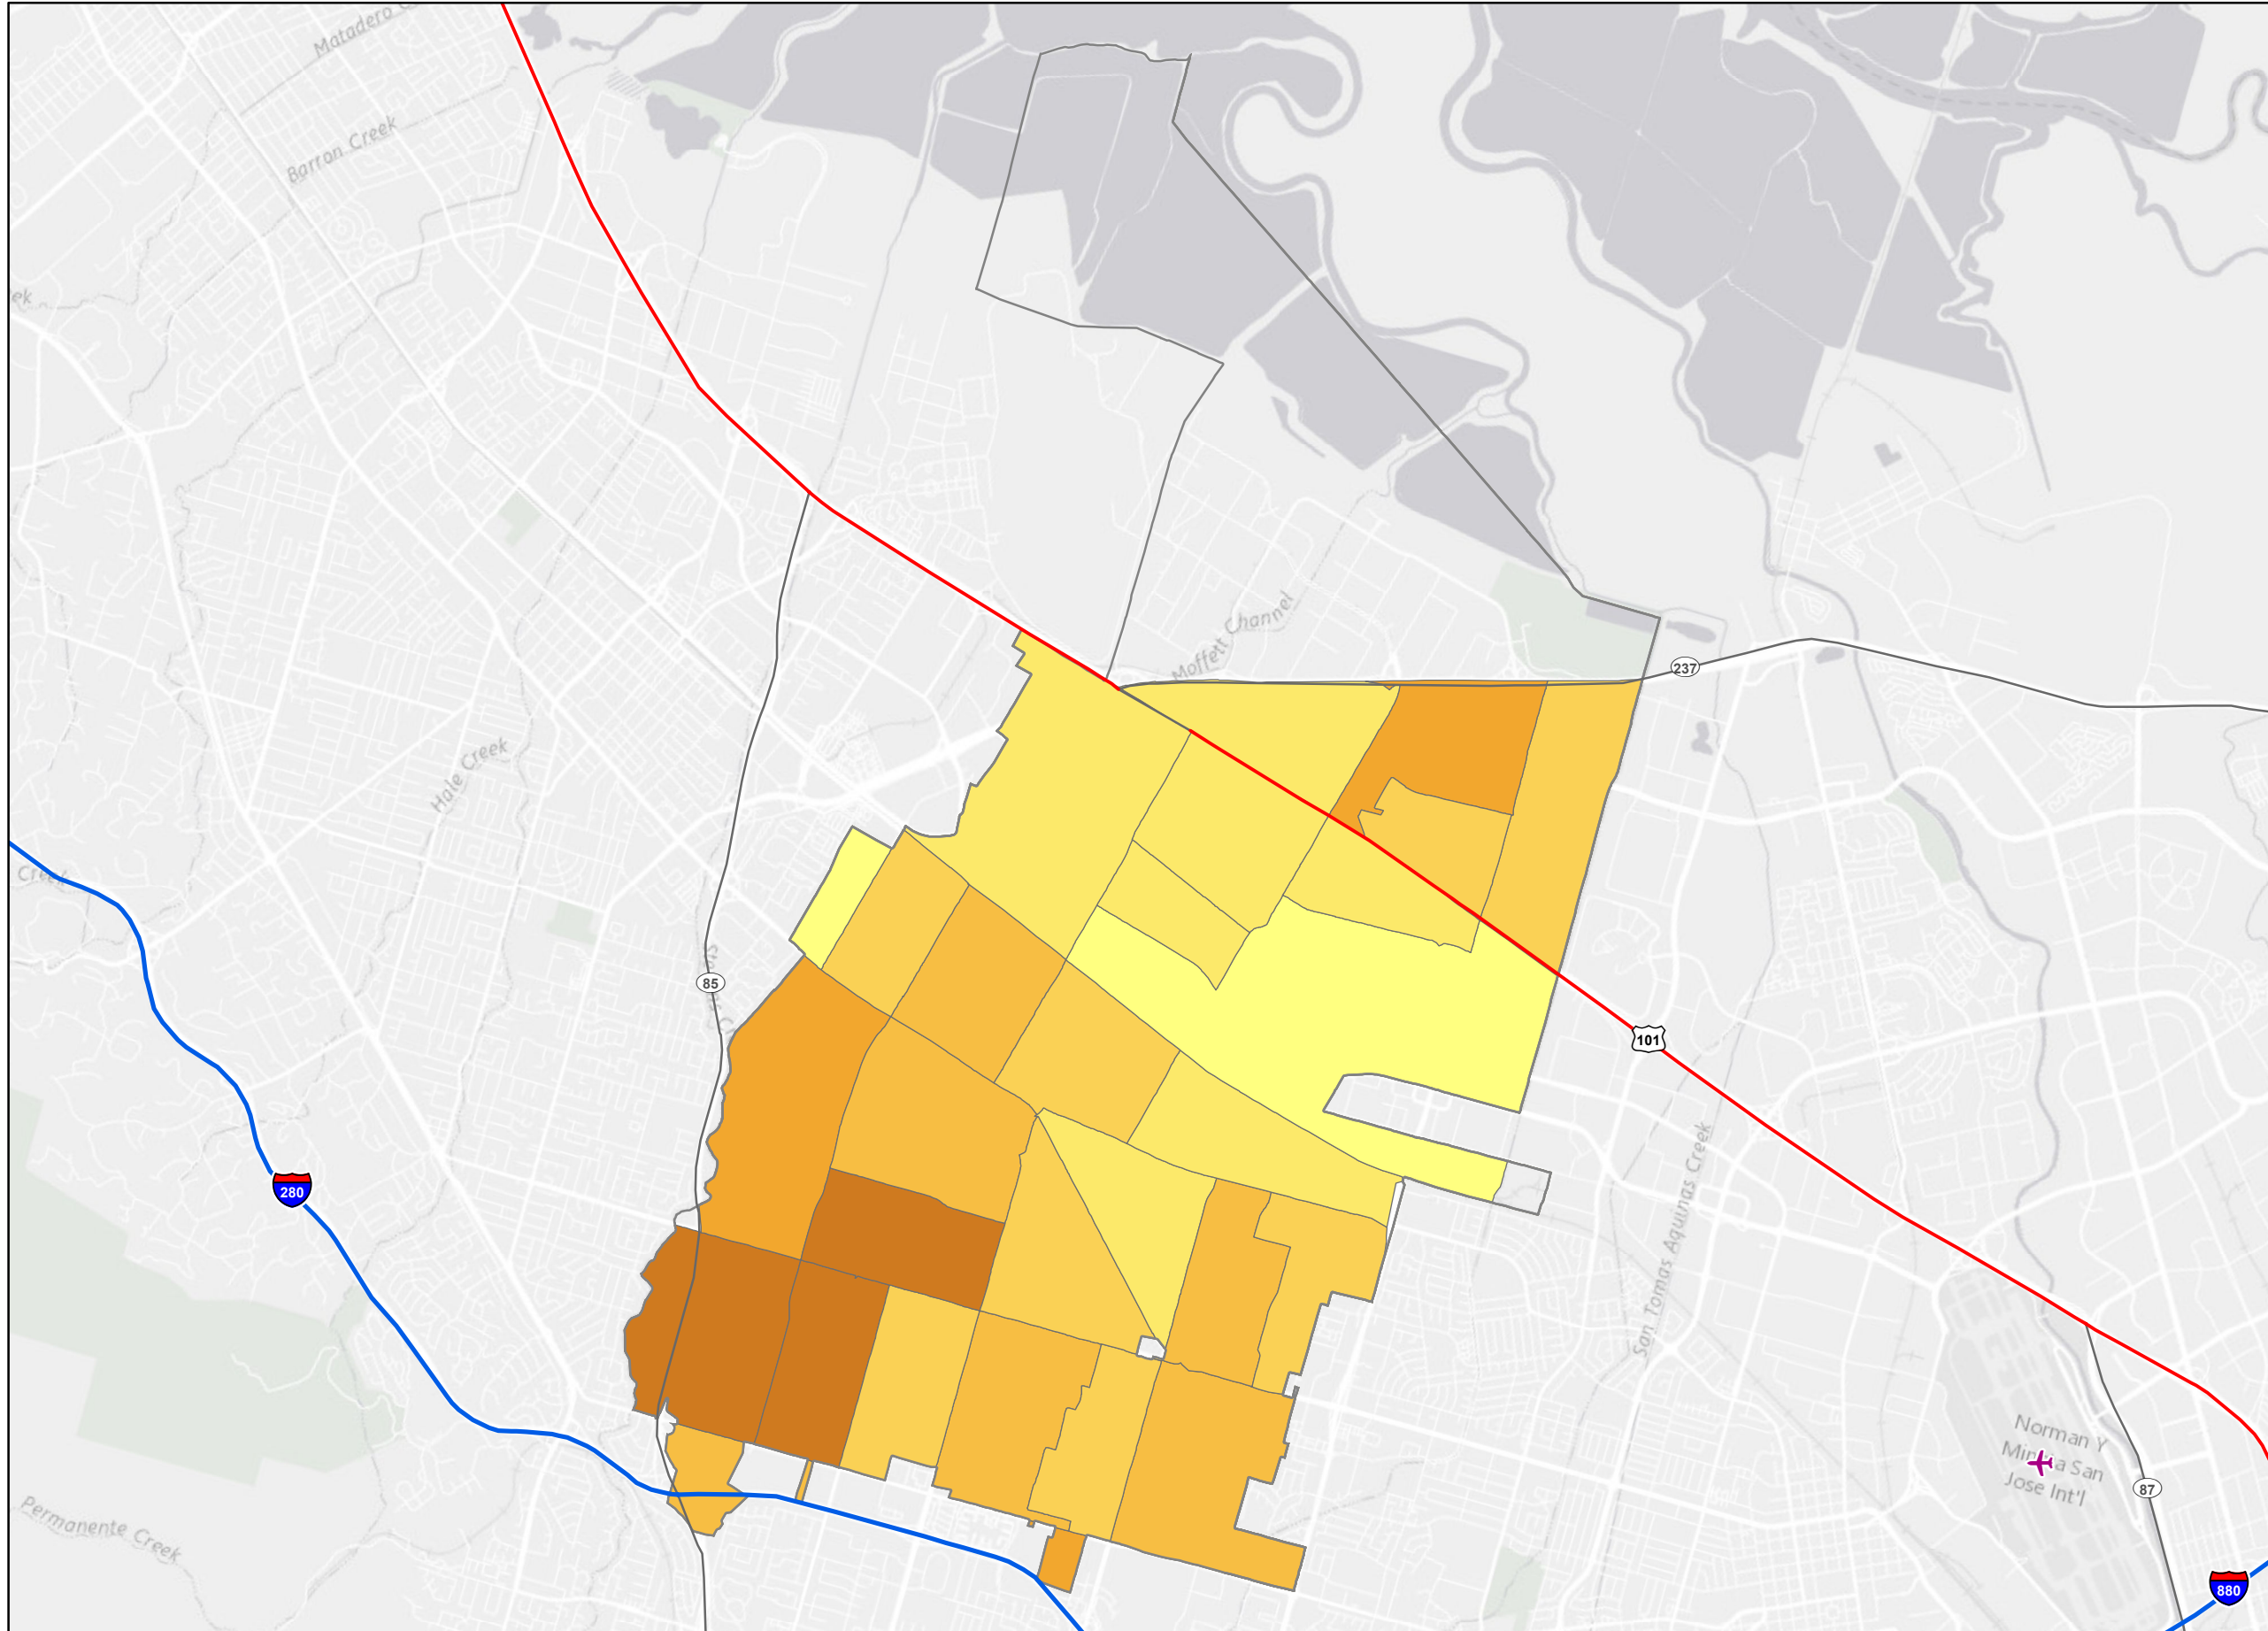 Matadero C
Barron Creek
ek
Moffett Channel
237
Hale Creek
Creek
85
101
280
San Tomas Aquinas Creek
Norman Y
Mineta San
Jose Int'l
87
Permanente Creek
880